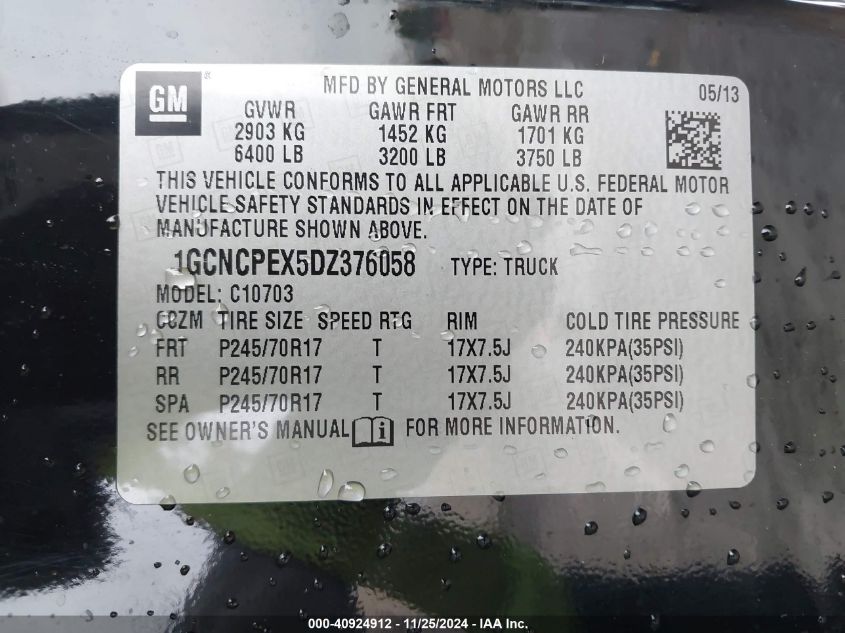 GM
MFD BY GENERAL MOTORS LLC 05/13
GVWR GAWR FRT GAWR RR
2903 KG 1452 KG 1701 KG
6400 LB 3200 LB 3750 LB
THIS VEHICLE CONFORMS TO ALL APPLICABLE U.S. FEDERAL MOTOR
VEHICLE SAFETY STANDARDS IN EFFECT ON THE DATE OF
MANUFACTURE SHOWN ABOVE.
1GCNCPEX5DZ376058 TYPE: TRUCK
MODEL: C10703
CCZM TIRE SIZE SPEED RTG RIM COLD TIRE PRESSURE
FRT P245/70R17 T 17X7.5J 240KPA(35PSI)
RR P245/70R17 T 17X7.5J 240KPA(35PSI)
SPA P245/70R17 T 17X7.5J 240KPA(35PSI)
SEE OWNER'S MANUAL i FOR MORE INFORMATION.
000-40924912 - 11/25/2024 - IAA Inc.